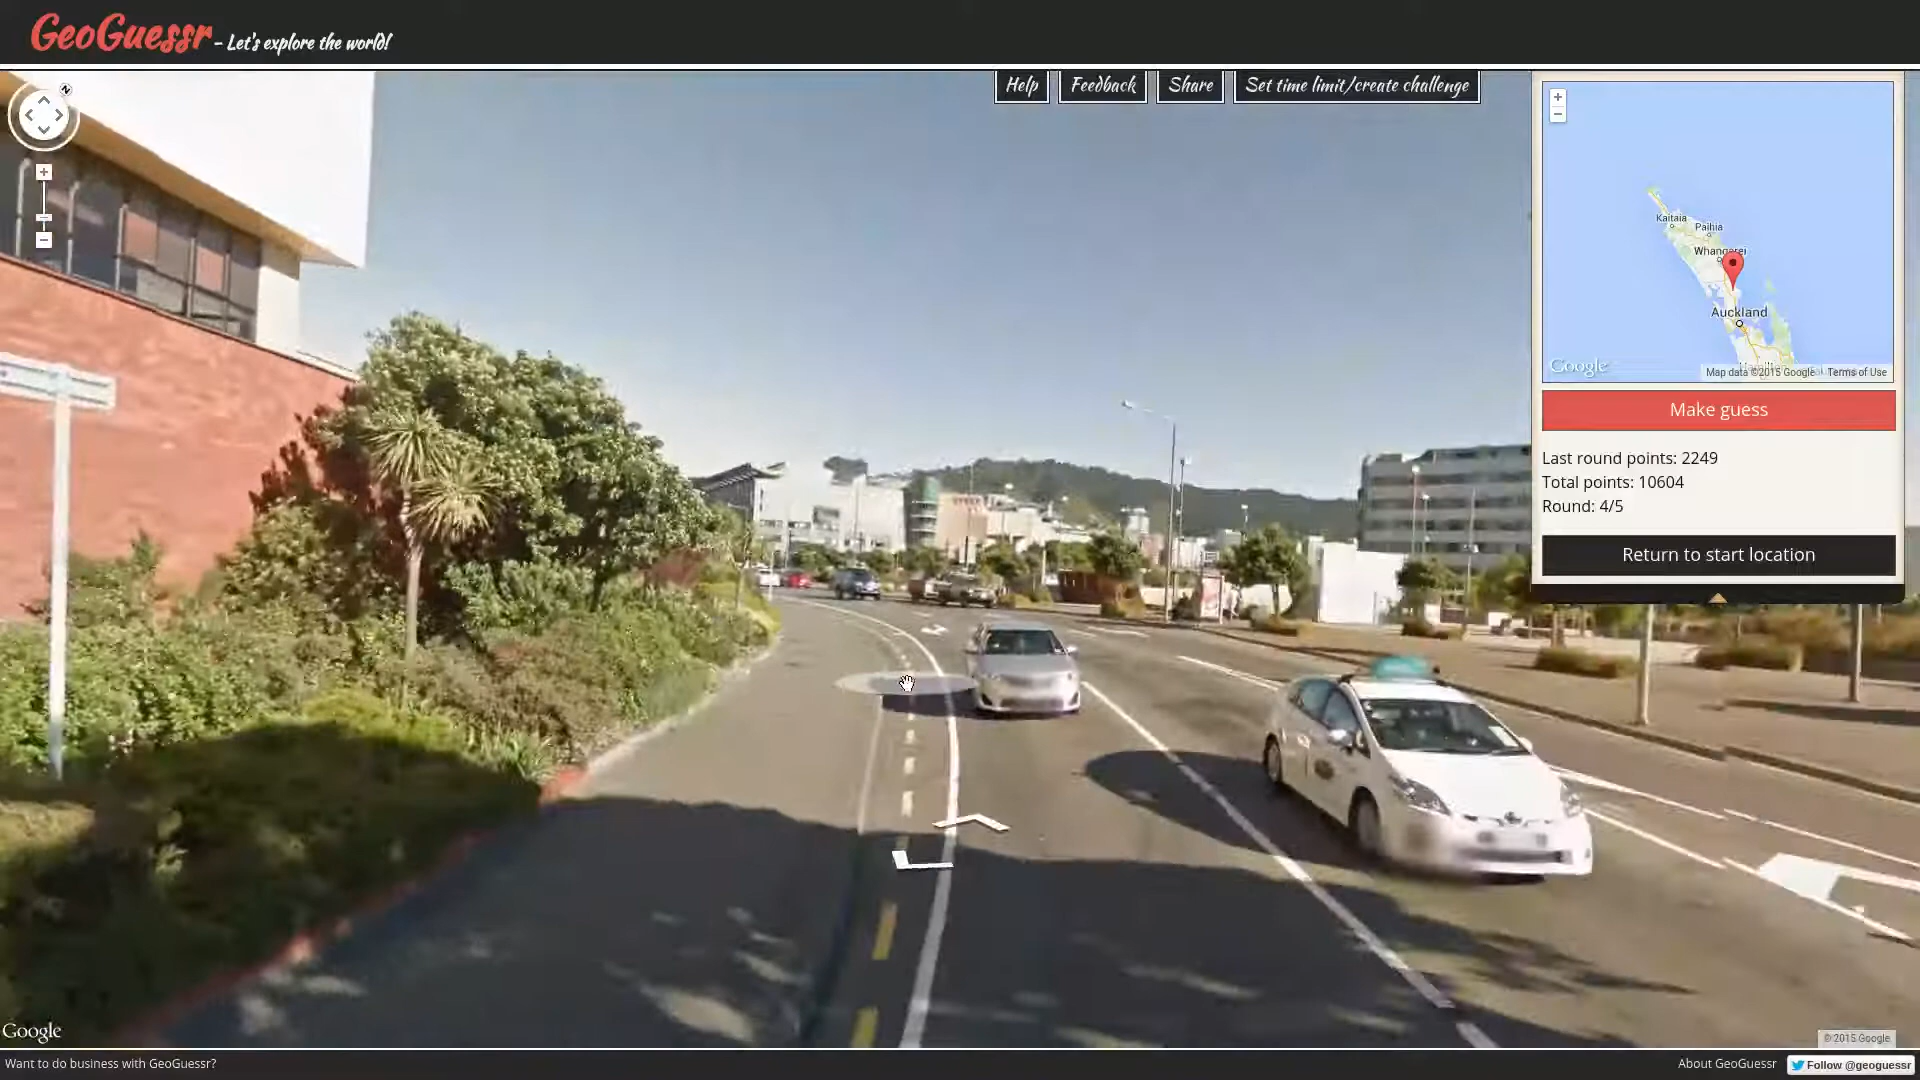 GeoGuessr - Let's explore the world!
Help
Feedback
Share
Set time limit/create challenge
N
+
−
+
−
Kaitaia
Paihia
Whangarei
Auckland
Google
Map data ©2015 Google
Terms of Use
Make guess
Last round points: 2249
Total points: 10604
Round: 4/5
Return to start location
Google
© 2015 Google
Want to do business with GeoGuessr?
About GeoGuessr
Follow @geoguessr